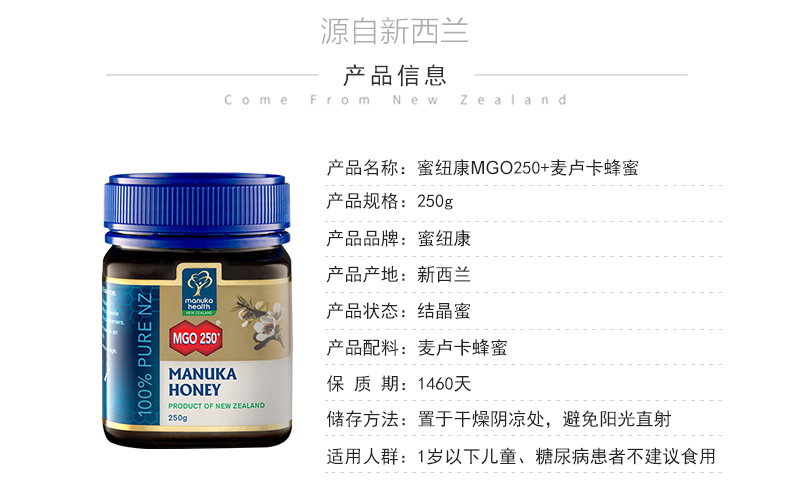 源自新西兰
产品信息
Come From New Zealand
产品名称：蜜纽康MGO250+麦卢卡蜂蜜
产品规格：250g
产品品牌：蜜纽康
产品产地：新西兰
产品状态：结晶蜜
产品配料：麦卢卡蜂蜜
保 质 期：1460天
储存方法：置于干燥阴凉处，避免阳光直射
适用人群：1岁以下儿童、糖尿病患者不建议食用
manuka
health
NEW ZEALAND
MGO 250+
MANUKA
HONEY
PRODUCT OF NEW ZEALAND
250g
100% PURE NZ